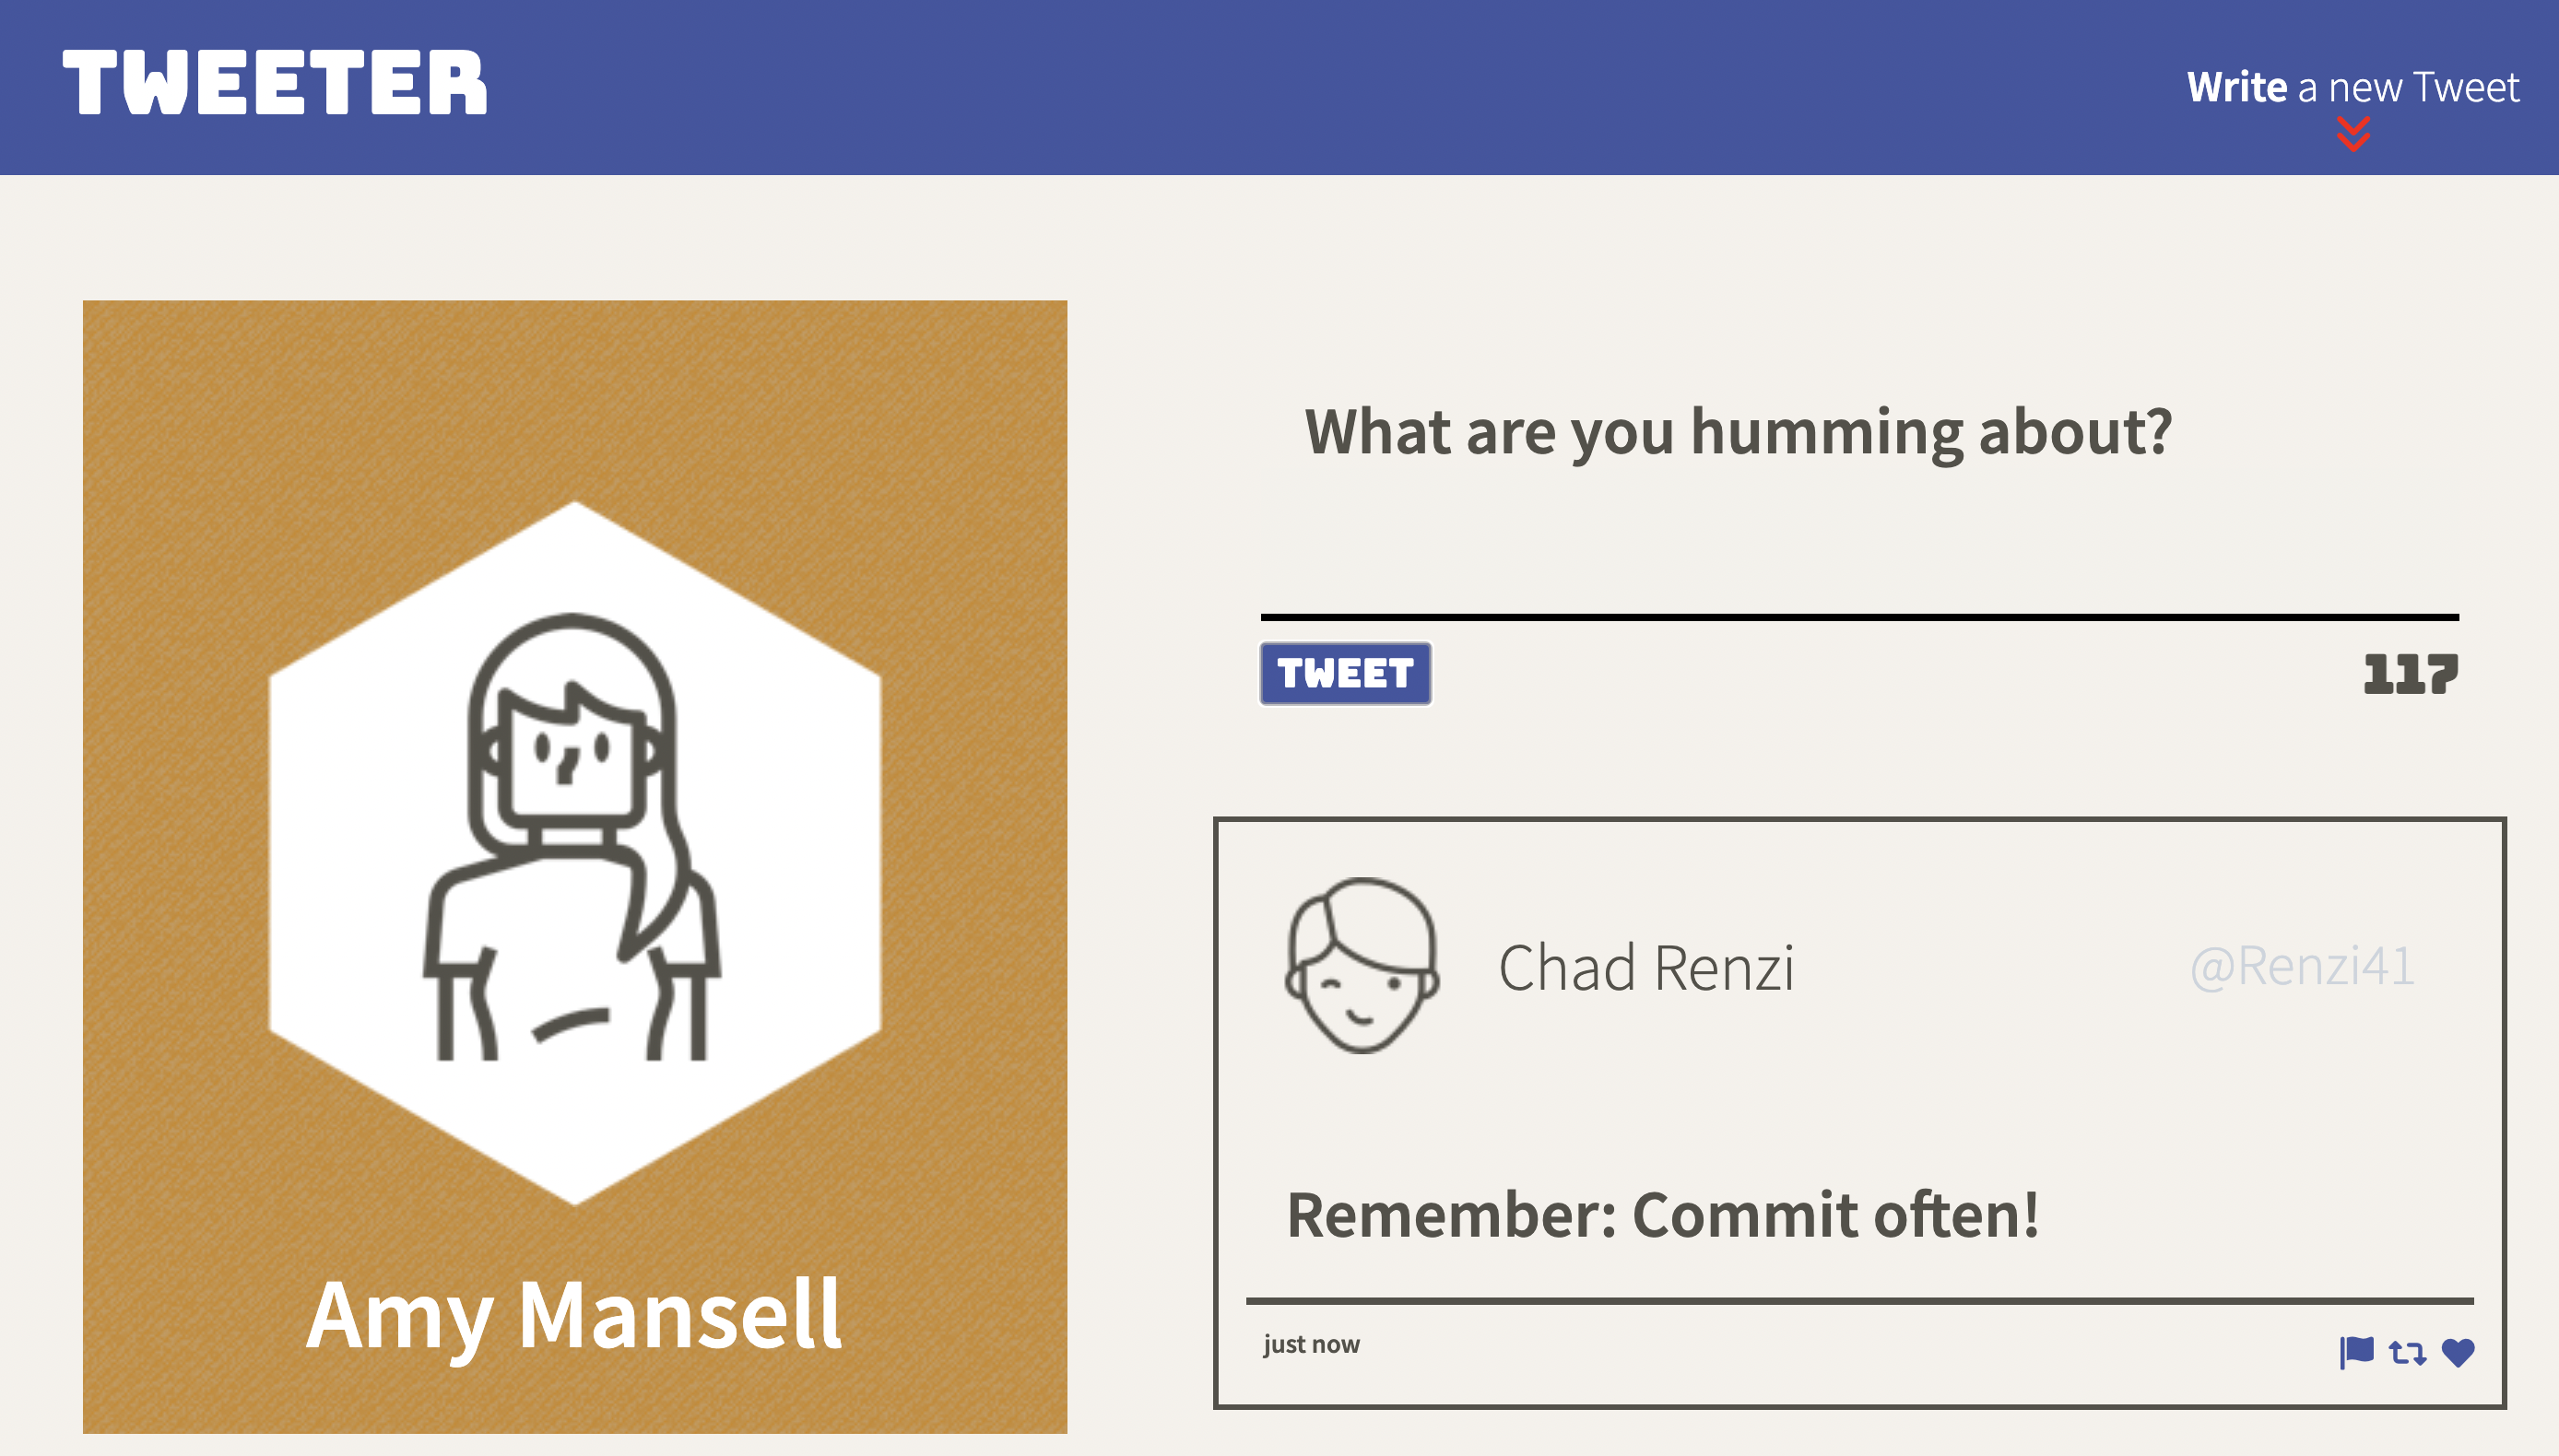 TWEETER
Write a new Tweet
What are you humming about?
TWEET
117
Chad Renzi
@Renzi41
Remember: Commit often!
just now
Amy Mansell